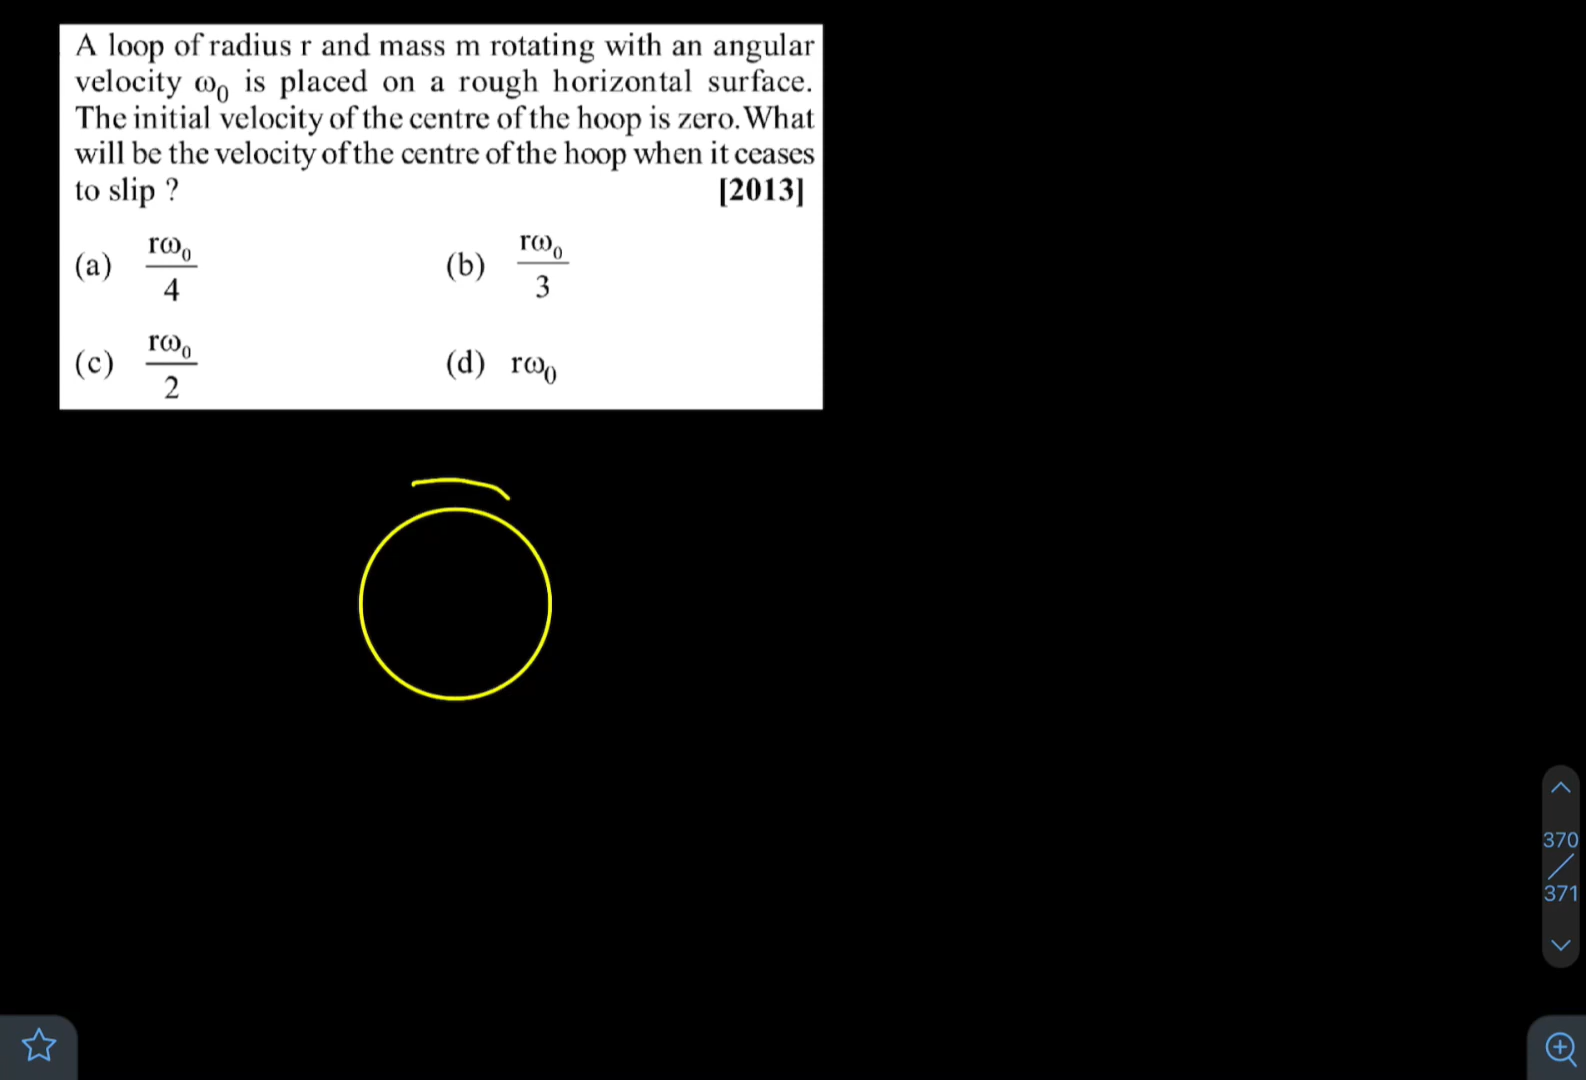 A loop of radius r and mass m rotating with an angular
velocity ω₀ is placed on a rough horizontal surface.
The initial velocity of the centre of the hoop is zero. What
will be the velocity of the centre of the hoop when it ceases
to slip ? [2013]
(a) rω₀/4 (b) rω₀/3
(c) rω₀/2 (d) rω₀
370
/
371